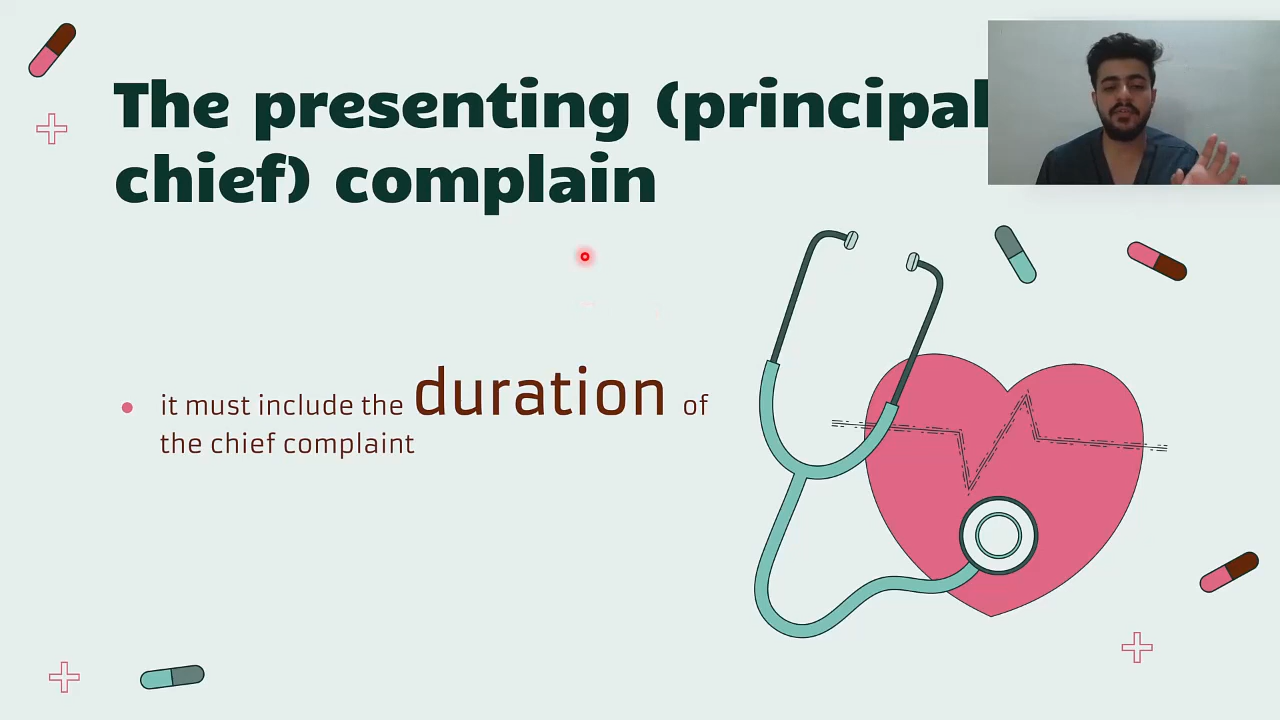 The presenting (principal
chief) complain
it must include the duration of
the chief complaint